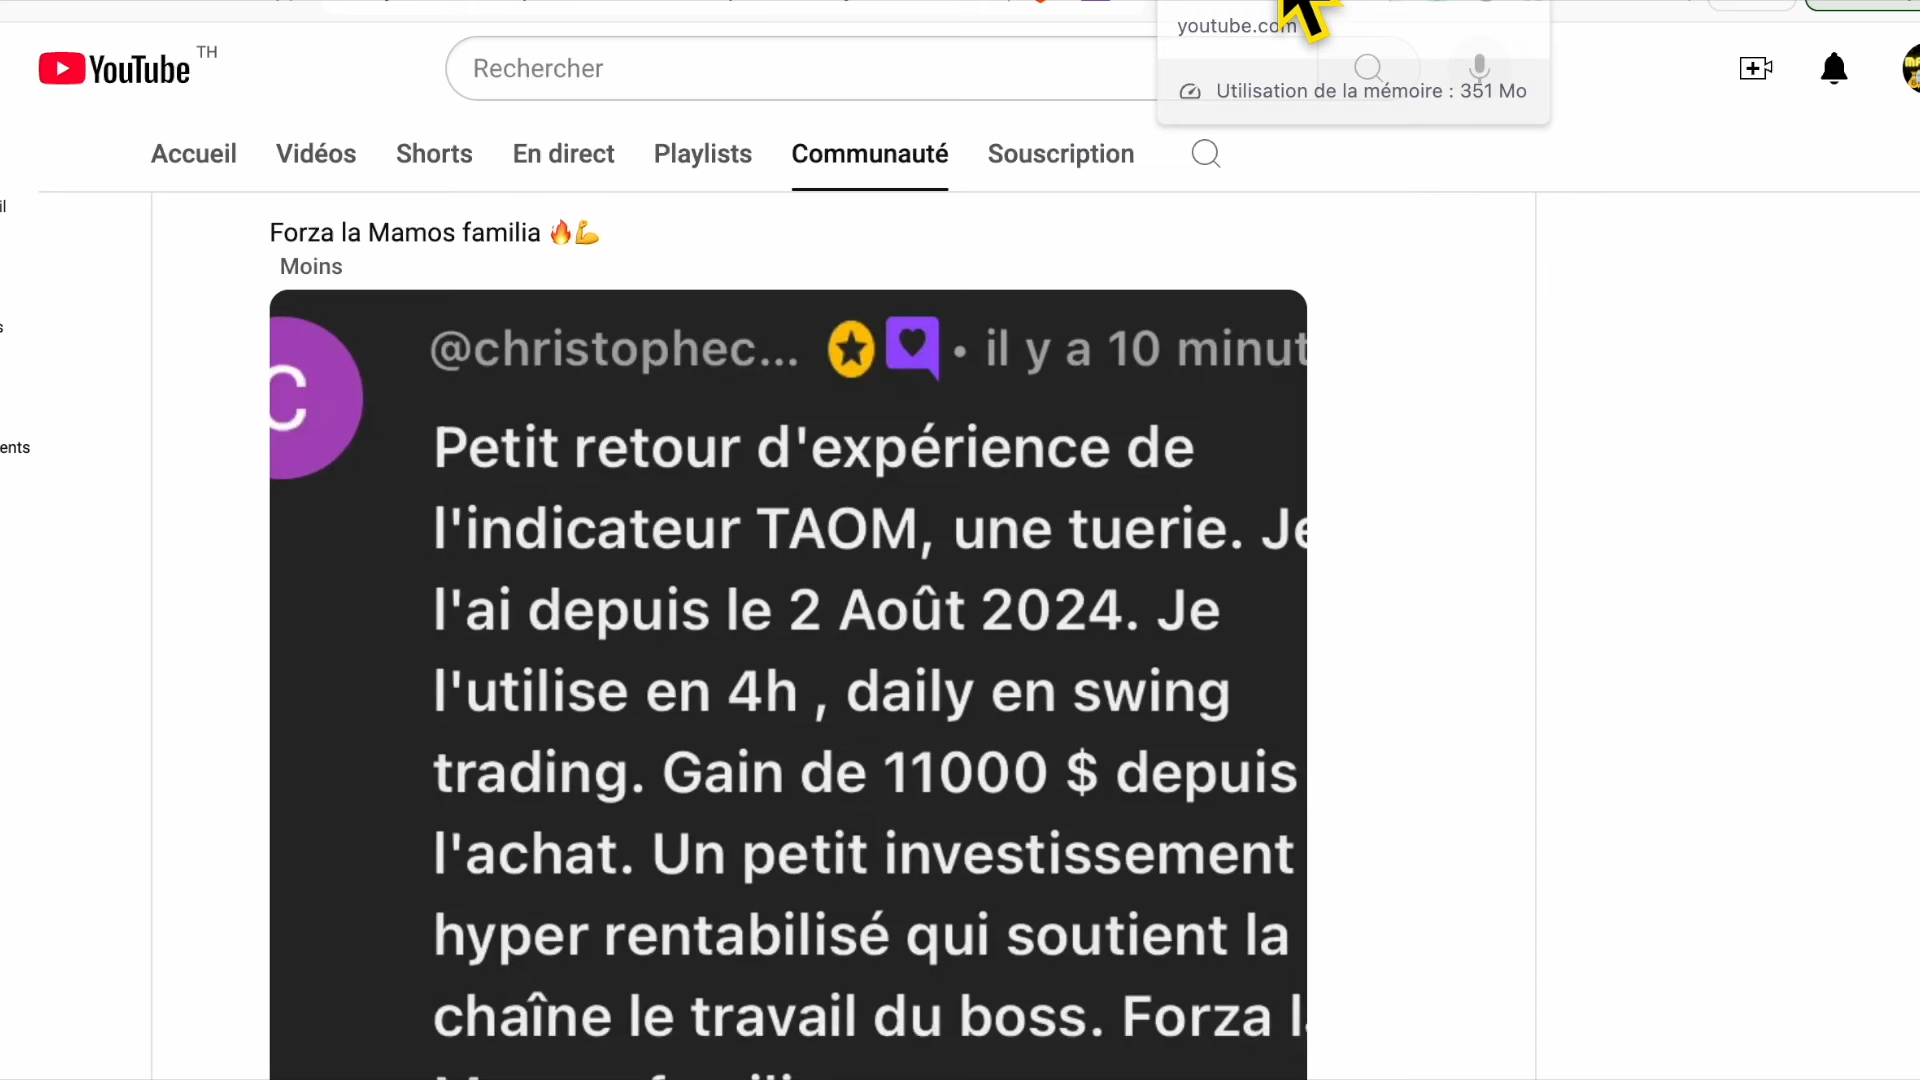 youtube.com
YouTube TH
Rechercher
Utilisation de la mémoire : 351 Mo
Accueil Vidéos Shorts En direct Playlists Communauté Souscription
Forza la Mamos familia 🔥💪
Moins
C
@christophec... • il y a 10 minut
Petit retour d'expérience de
l'indicateur TAOM, une tuerie. Je
l'ai depuis le 2 Août 2024. Je
l'utilise en 4h , daily en swing
trading. Gain de 11000 $ depuis
l'achat. Un petit investissement
hyper rentabilisé qui soutient la
chaîne le travail du boss. Forza l
ents